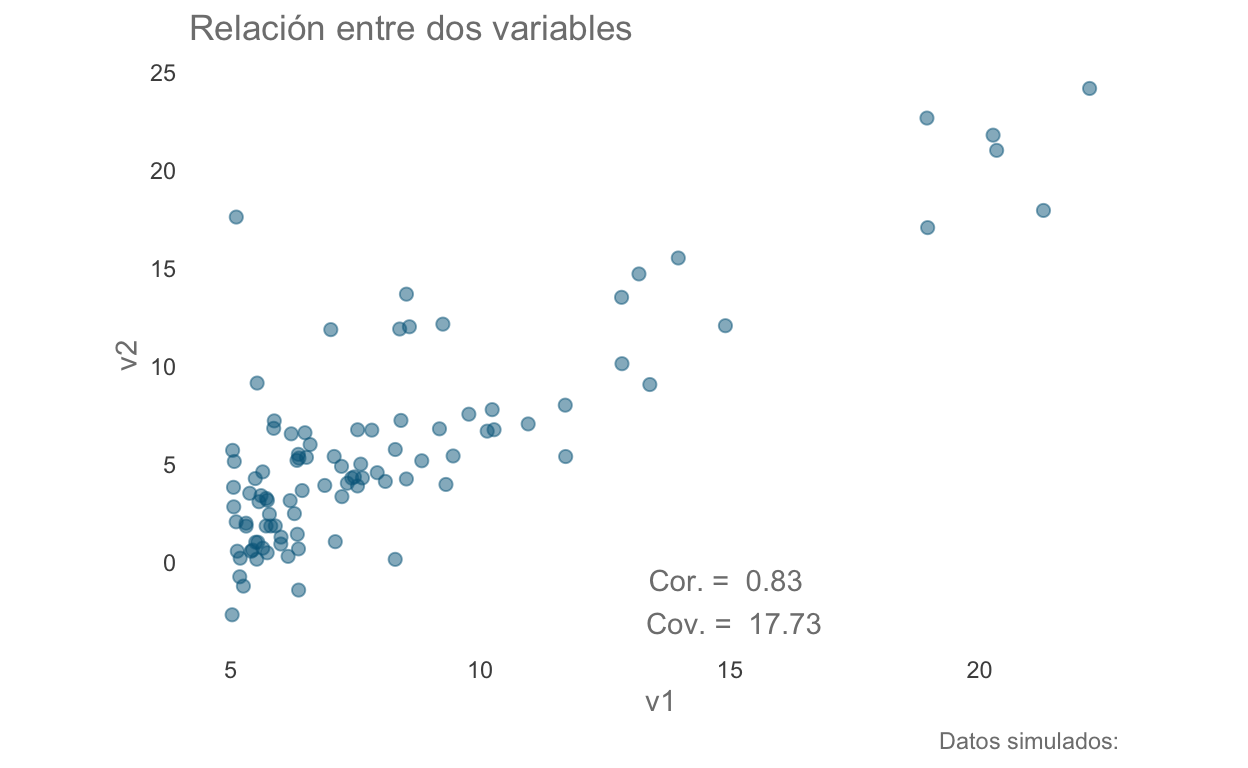 Relación entre dos variables
25
20
15
10
5
0
v2
Cor. = 0.83
Cov. = 17.73
5 10 15 20
v1
Datos simulados: